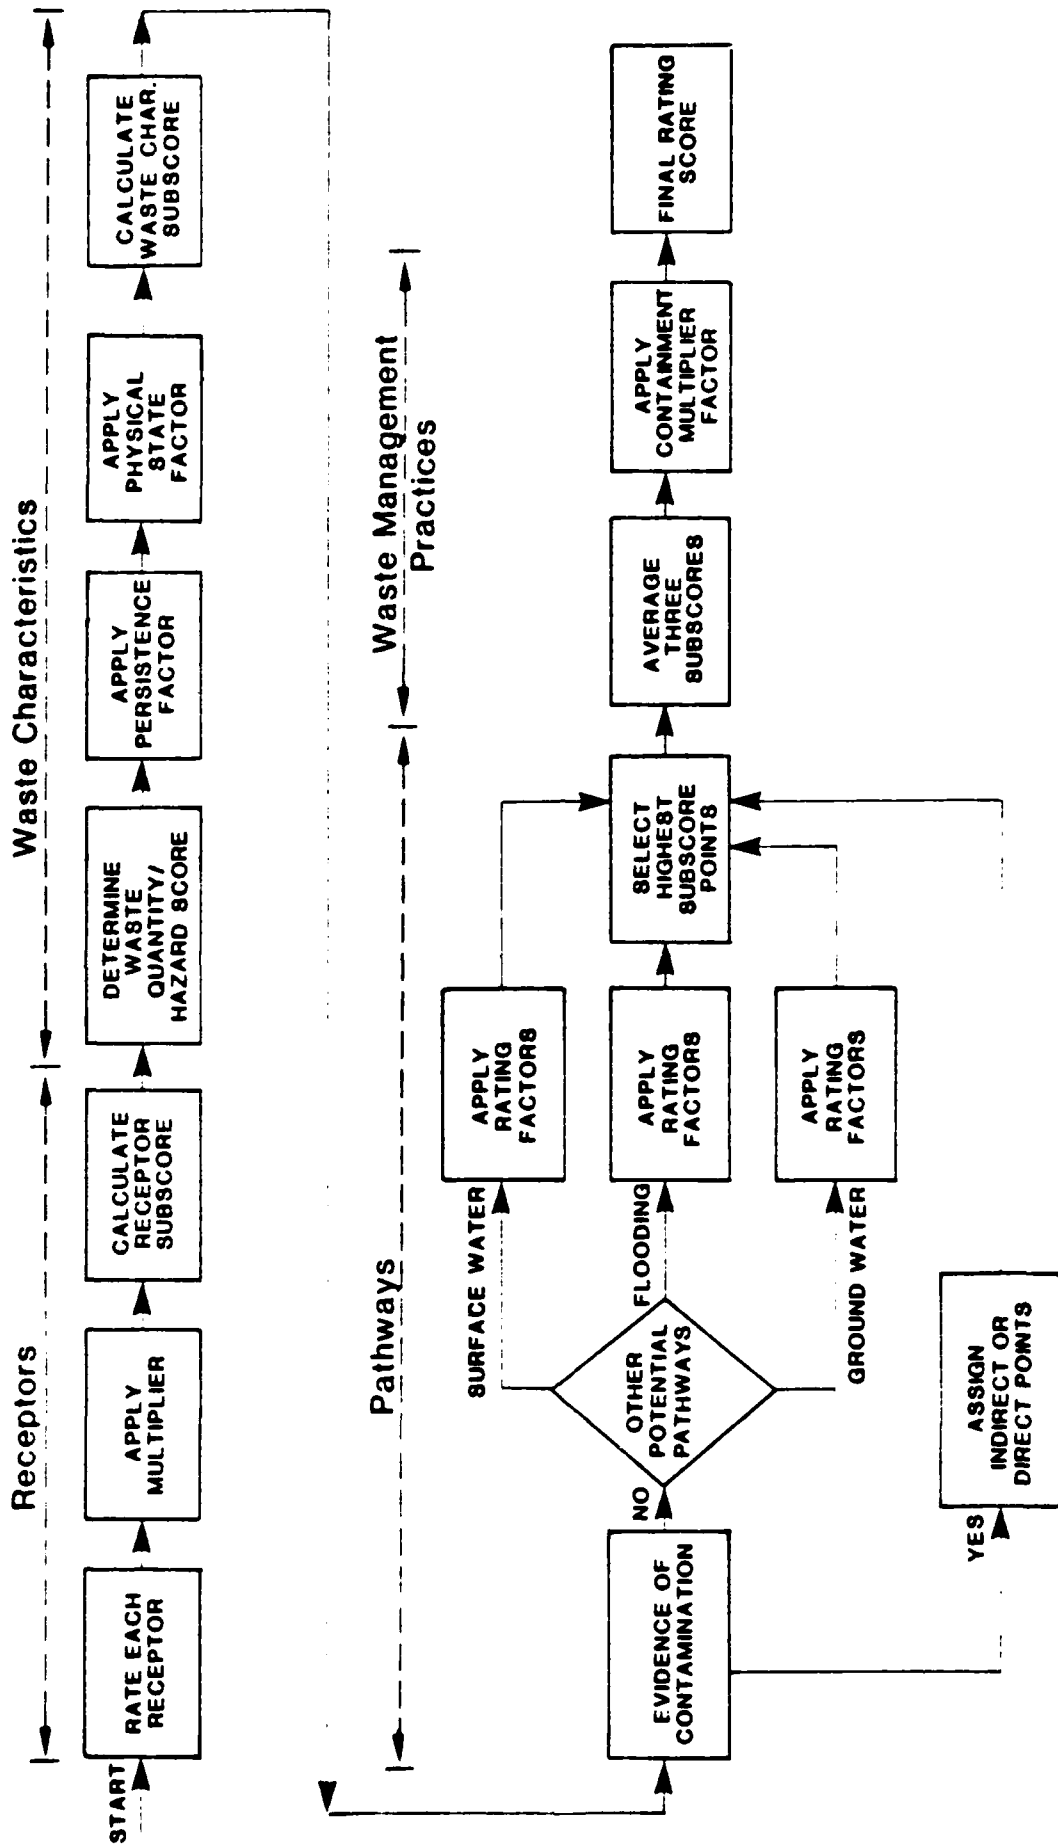 Receptors
Waste Characteristics
START
RATE EACH
RECEPTOR
APPLY
MULTIPLIER
CALCULATE
RECEPTOR
SUBSCORE
DETERMINE
WASTE
QUANTITY/
HAZARD SCORE
APPLY
PERSISTENCE
FACTOR
APPLY
PHYSICAL
STATE
FACTOR
CALCULATE
WASTE CHAR.
SUBSCORE
Pathways
Waste Management
Practices
EVIDENCE OF
CONTAMINATION
NO
YES
OTHER
POTENTIAL
PATHWAYS
SURFACE WATER
FLOODING
GROUND WATER
APPLY
RATING
FACTORS
APPLY
RATING
FACTORS
APPLY
RATING
FACTORS
ASSIGN
INDIRECT OR
DIRECT POINTS
SELECT
HIGHEST
SUBSCORE
POINTS
AVERAGE
THREE
SUBSCORES
APPLY
CONTAINMENT
MULTIPLIER
FACTOR
FINAL RATING
SCORE